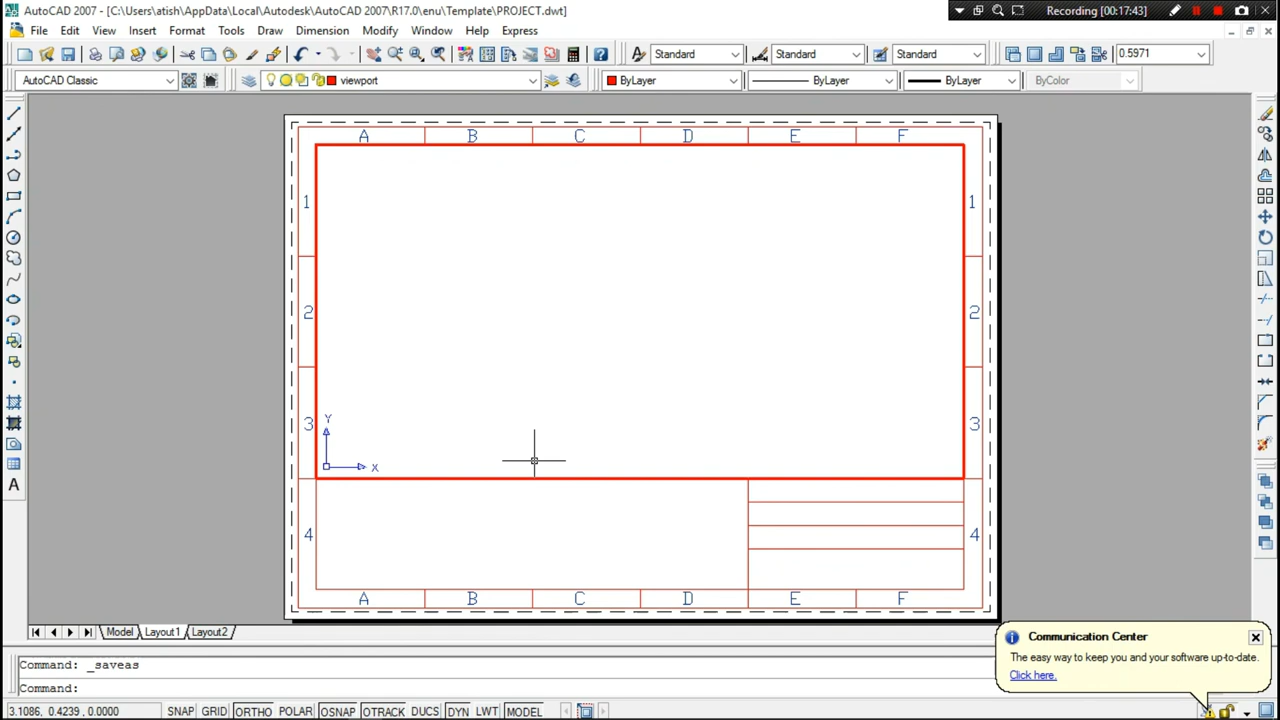 AutoCAD 2007 - [C:\Users\atish\AppData\Local\Autodesk\AutoCAD 2007\R17.0\enu\Template\PROJECT.dwt]
Recording [00:17:43]
File Edit View Insert Format Tools Draw Dimension Modify Window Help Express
Standard Standard Standard 0.5971
AutoCAD Classic viewport ByLayer ByLayer ByLayer ByColor
A B C D E F
1 1
2 2
Y
3 3
X
4 4
A B C D E F
Model Layout1 Layout2
Communication Center
The easy way to keep you and your software up-to-date.
Click here.
Command: _saveas
Command:
3.1086, 0.4239, 0.0000 SNAP GRID ORTHO POLAR OSNAP OTRACK DUCS DYN LWT MODEL
A